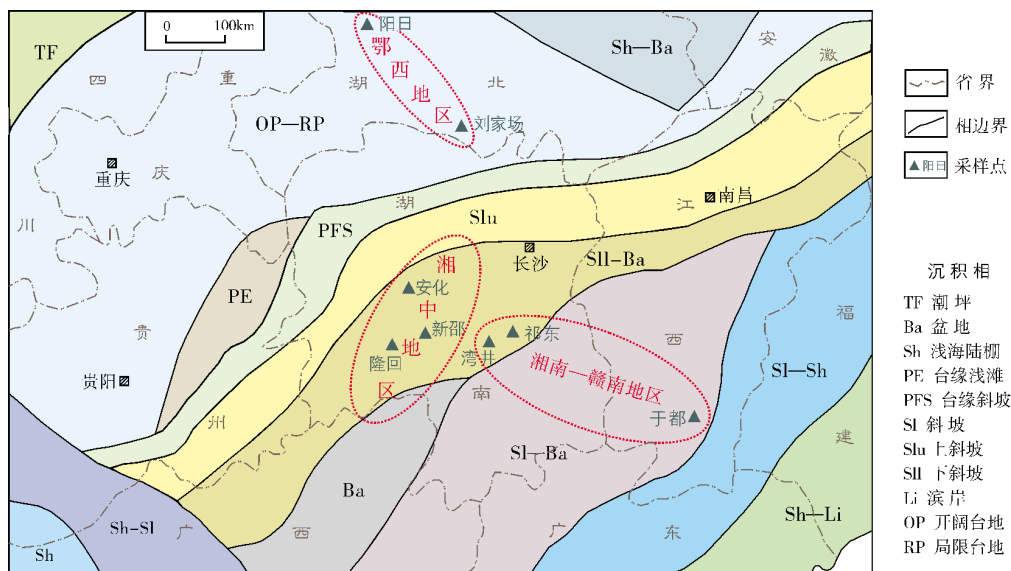 0 100km
阳日
鄂西地区
刘家场
TF
四
重
湖
北
Sh—Ba
安
徽
OP—RP
重庆
庆
川
湖
PFS
Slu
江
南昌
长沙
Sll-Ba
PE
湘中地区
安化
新邵
隆回
祁东
湾井
西
湘南—赣南地区
于都
福
建
Sl—Sh
贵
贵阳
州
南
Sl—Ba
Ba
Sh-Sl
广
西
广
东
Sh—Li
Sh
省界
相边界
阳日 采样点
沉积相
TF 潮坪
Ba 盆地
Sh 浅海陆棚
PE 台缘浅滩
PFS 台缘斜坡
Sl 斜坡
Slu 上斜坡
Sll 下斜坡
Li 滨岸
OP 开阔台地
RP 局限台地